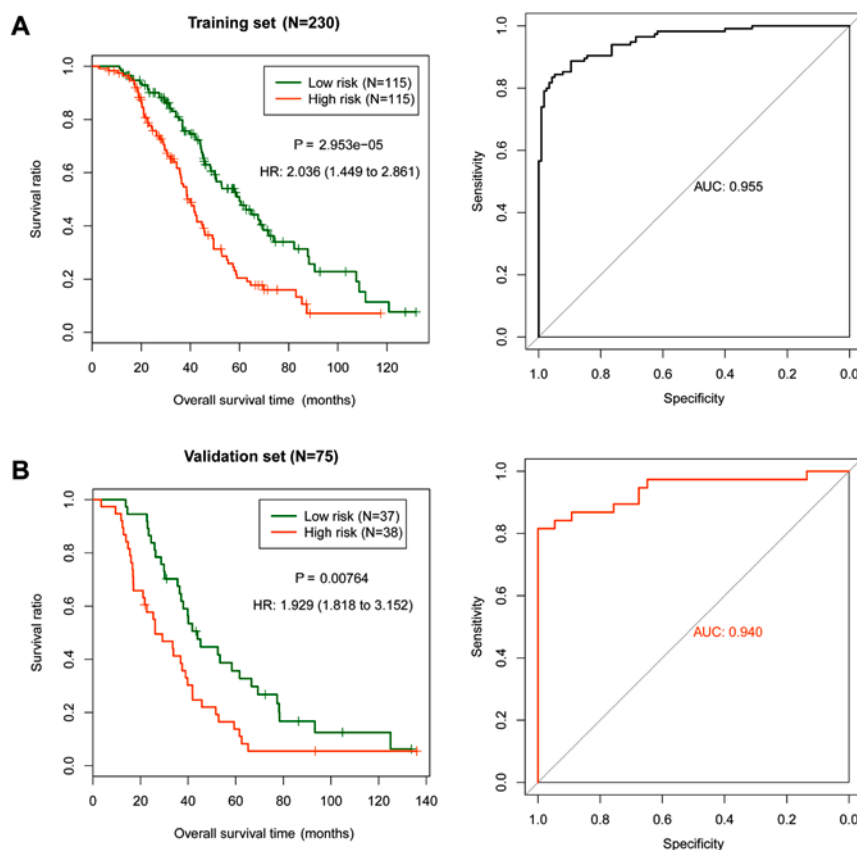 A
Training set (N=230)
Survival ratio
0.0 0.2 0.4 0.6 0.8 1.0
Low risk (N=115)
High risk (N=115)
P = 2.953e−05
HR: 2.036 (1.449 to 2.861)
0 20 40 60 80 100 120
Overall survival time (months)
Sensitivity
0.0 0.2 0.4 0.6 0.8 1.0
AUC: 0.955
1.0 0.8 0.6 0.4 0.2 0.0
Specificity
B
Validation set (N=75)
Survival ratio
0.0 0.2 0.4 0.6 0.8 1.0
Low risk (N=37)
High risk (N=38)
P = 0.00764
HR: 1.929 (1.818 to 3.152)
0 20 40 60 80 100 120 140
Overall survival time (months)
Sensitivity
0.0 0.2 0.4 0.6 0.8 1.0
AUC: 0.940
1.0 0.8 0.6 0.4 0.2 0.0
Specificity